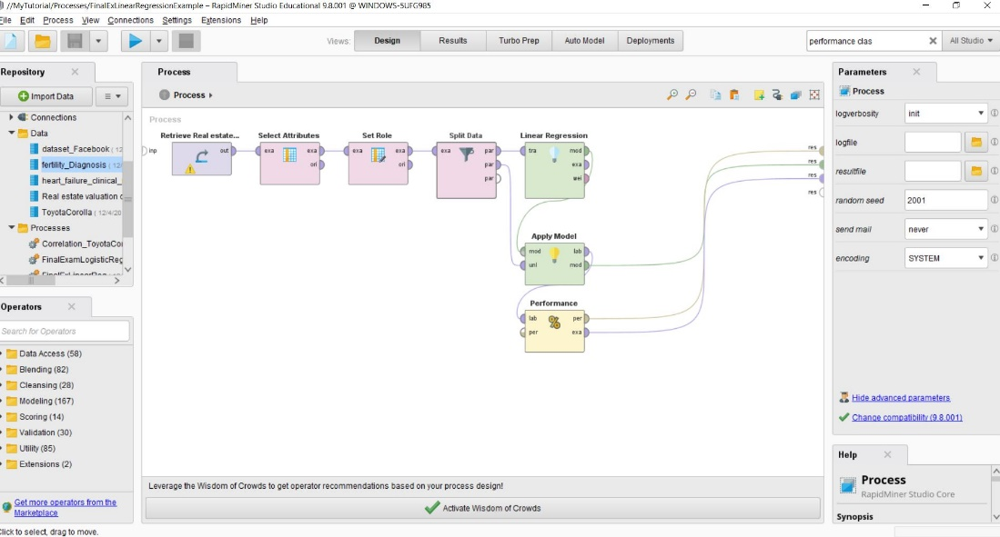 //MyTutorial/Processes/FinalExLinearRegressionExample – RapidMiner Studio Educational 9.8.001 @ WINDOWS-5UFG985
File Edit Process View Connections Settings Extensions Help
Views: Design Results Turbo Prep Auto Model Deployments
performance clas
All Studio
Repository
Import Data
Connections
Data
dataset_Facebook
fertility_Diagnosis
heart_failure_clinical_
Real estate valuation
ToyotaCorolla
Processes
Correlation_ToyotaCor
FinalExamLogisticReg
Operators
Search for Operators
Data Access (58)
Blending (82)
Cleansing (28)
Modeling (167)
Scoring (14)
Validation (30)
Utility (85)
Extensions (2)
Get more operators from the
Marketplace
Click to select, drag to move.
Process
Process
Process
inp
Retrieve Real estate...
out
Select Attributes
exa exa
ori
Set Role
exa exa
ori
Split Data
exa par
par
par
Linear Regression
tra mod
exa
wei
Apply Model
mod lab
unl mod
Performance
lab per
per exa
res
res
res
res
Leverage the Wisdom of Crowds to get operator recommendations based on your process design!
Activate Wisdom of Crowds
Parameters
Process
logverbosity init
logfile
resultfile
random seed 2001
send mail never
encoding SYSTEM
Hide advanced parameters
Change compatibility (9.8.001)
Help
Process
RapidMiner Studio Core
Synopsis